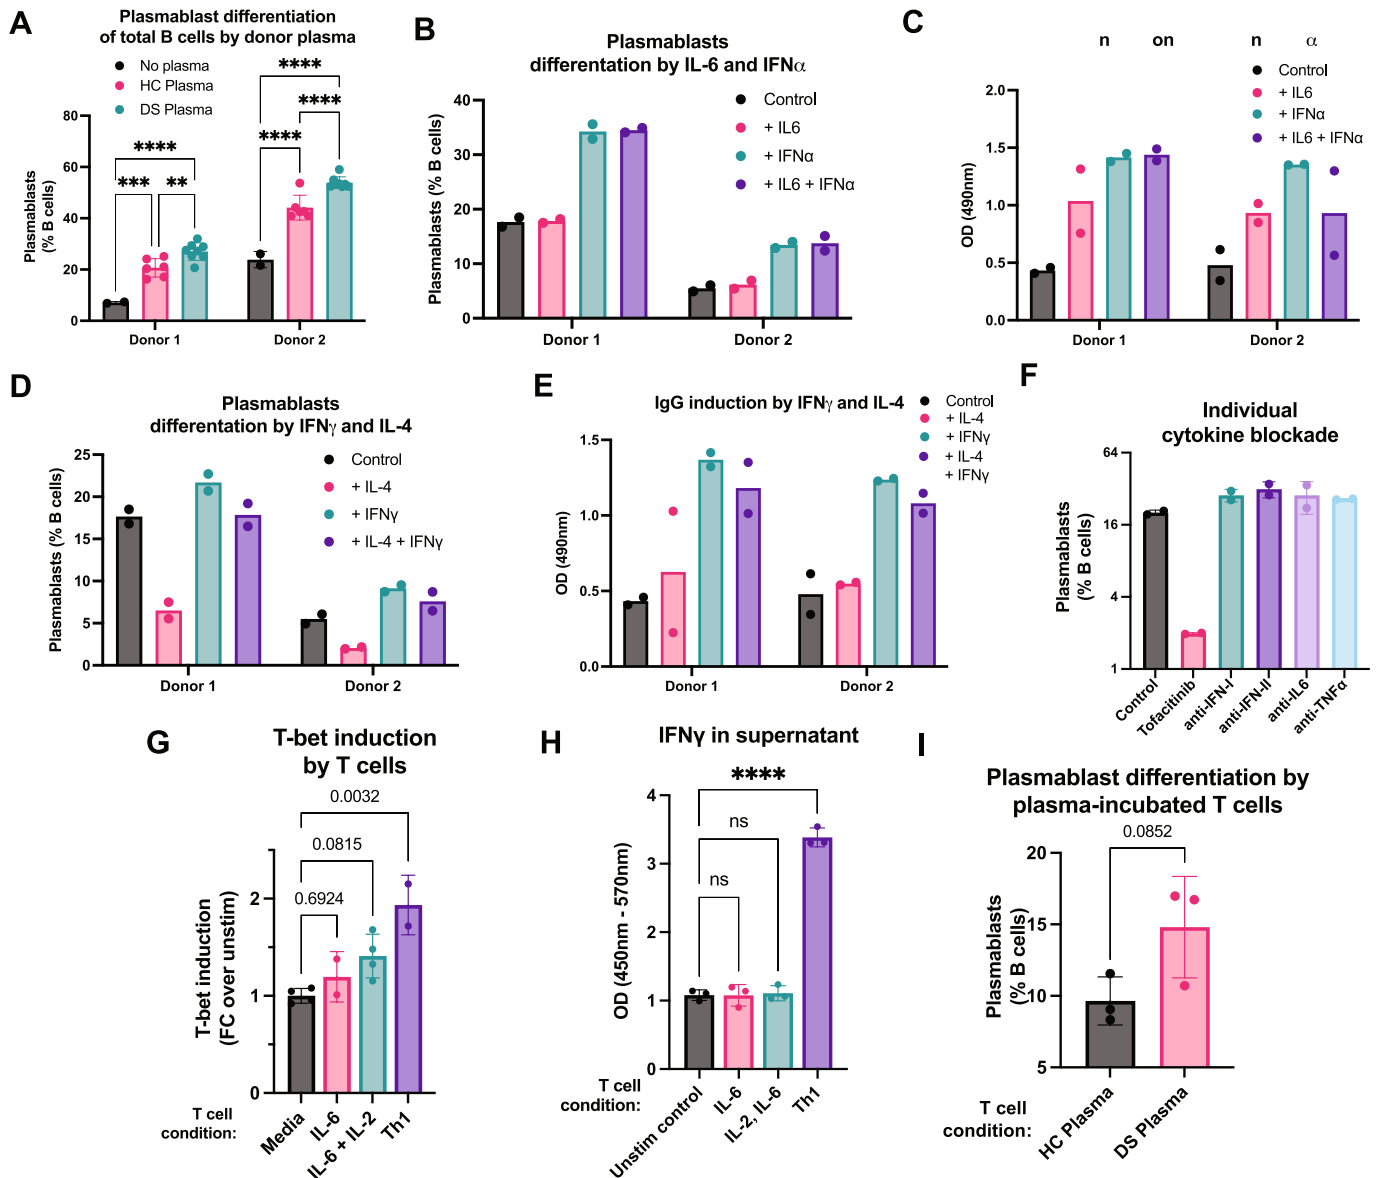 A
Plasmablast differentiation
of total B cells by donor plasma
No plasma
HC Plasma
DS Plasma
****
****
****
****
***
**
Plasmablasts
(% B cells)
80
60
40
20
0
Donor 1
Donor 2
B
Plasmablasts
differentation by IL-6 and IFNα
Control
+ IL6
+ IFNα
+ IL6 + IFNα
Plasmablasts (% B cells)
40
30
20
10
0
Donor 1
Donor 2
C
n
on
n
α
Control
+ IL6
+ IFNα
+ IL6 + IFNα
OD (490nm)
2.0
1.5
1.0
0.5
0.0
Donor 1
Donor 2
D
Plasmablasts
differentation by IFNγ and IL-4
Control
+ IL-4
+ IFNγ
+ IL-4 + IFNγ
Plasmablasts (% B cells)
25
20
15
10
5
0
Donor 1
Donor 2
E
IgG induction by IFNγ and IL-4
Control
+ IL-4
+ IFNγ
+ IL-4
+ IFNγ
OD (490nm)
1.5
1.0
0.5
0.0
Donor 1
Donor 2
F
Individual
cytokine blockade
Plasmablasts
(% B cells)
64
16
4
1
Control
Tofacitinib
anti-IFN-I
anti-IFN-II
anti-IL6
anti-TNFα
G
T-bet induction
by T cells
0.0032
0.0815
0.6924
T-bet induction
(FC over unstim)
2
1
0
T cell
condition:
Media
IL-6
IL-6 + IL-2
Th1
H
IFNγ in supernatant
****
ns
ns
OD (450nm - 570nm)
4
3
2
1
0
T cell
condition:
Unstim control
IL-6
IL-2, IL-6
Th1
I
Plasmablast differentiation by
plasma-incubated T cells
0.0852
Plasmablasts
(% B cells)
20
15
10
5
T cell
condition:
HC Plasma
DS Plasma